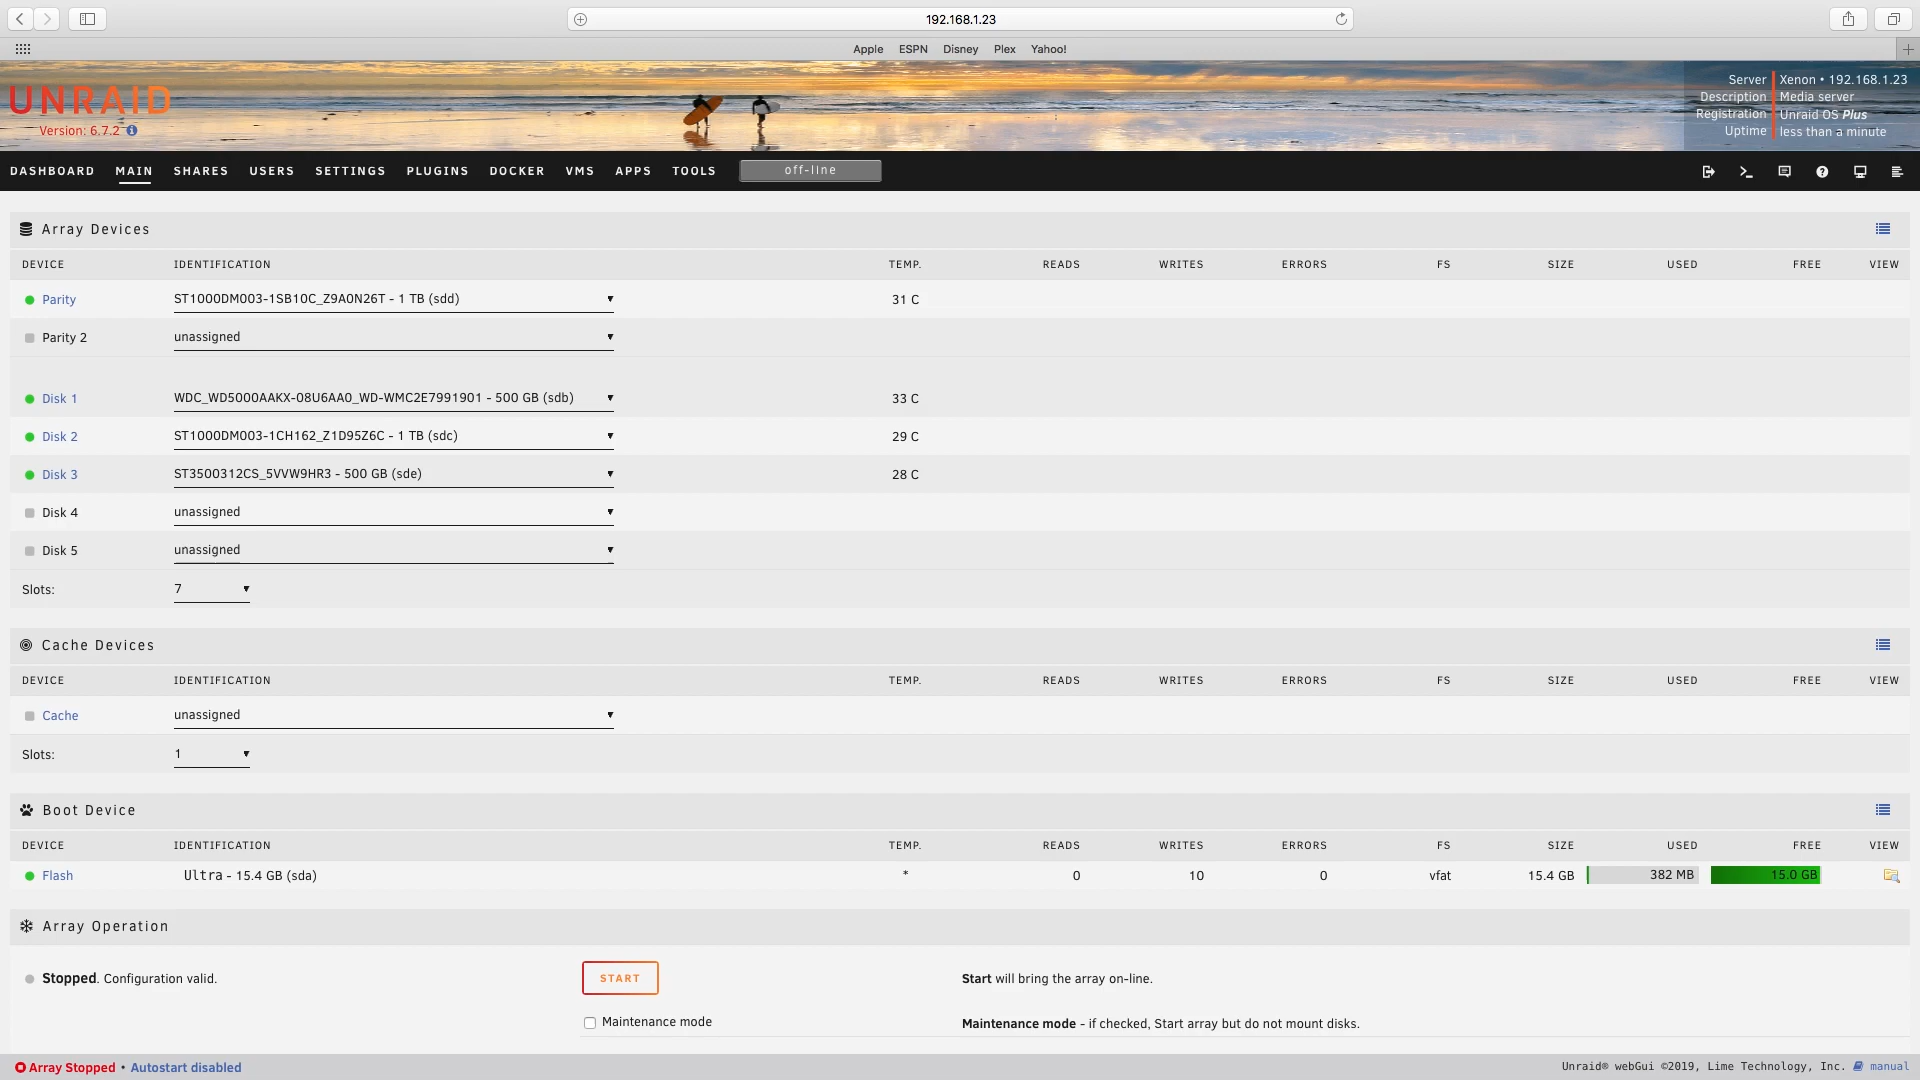 192.168.1.23
Apple ESPN Disney Plex Yahoo!
UNRAID
Version: 6.7.2
Server Xenon • 192.168.1.23
Description Media server
Registration Unraid OS Plus
Uptime less than a minute
DASHBOARD MAIN SHARES USERS SETTINGS PLUGINS DOCKER VMS APPS TOOLS off-line
Array Devices
DEVICE IDENTIFICATION TEMP. READS WRITES ERRORS FS SIZE USED FREE VIEW
Parity ST1000DM003-1SB10C_Z9A0N26T - 1 TB (sdd) 31 C
Parity 2 unassigned
Disk 1 WDC_WD5000AAKX-08U6AA0_WD-WMC2E7991901 - 500 GB (sdb) 33 C
Disk 2 ST1000DM003-1CH162_Z1D95Z6C - 1 TB (sdc) 29 C
Disk 3 ST3500312CS_5VVW9HR3 - 500 GB (sde) 28 C
Disk 4 unassigned
Disk 5 unassigned
Slots: 7
Cache Devices
DEVICE IDENTIFICATION TEMP. READS WRITES ERRORS FS SIZE USED FREE VIEW
Cache unassigned
Slots: 1
Boot Device
DEVICE IDENTIFICATION TEMP. READS WRITES ERRORS FS SIZE USED FREE VIEW
Flash Ultra - 15.4 GB (sda) * 0 10 0 vfat 15.4 GB 382 MB 15.0 GB
Array Operation
Stopped. Configuration valid. START Start will bring the array on-line.
Maintenance mode Maintenance mode - if checked, Start array but do not mount disks.
Array Stopped • Autostart disabled Unraid® webGui ©2019, Lime Technology, Inc. manual